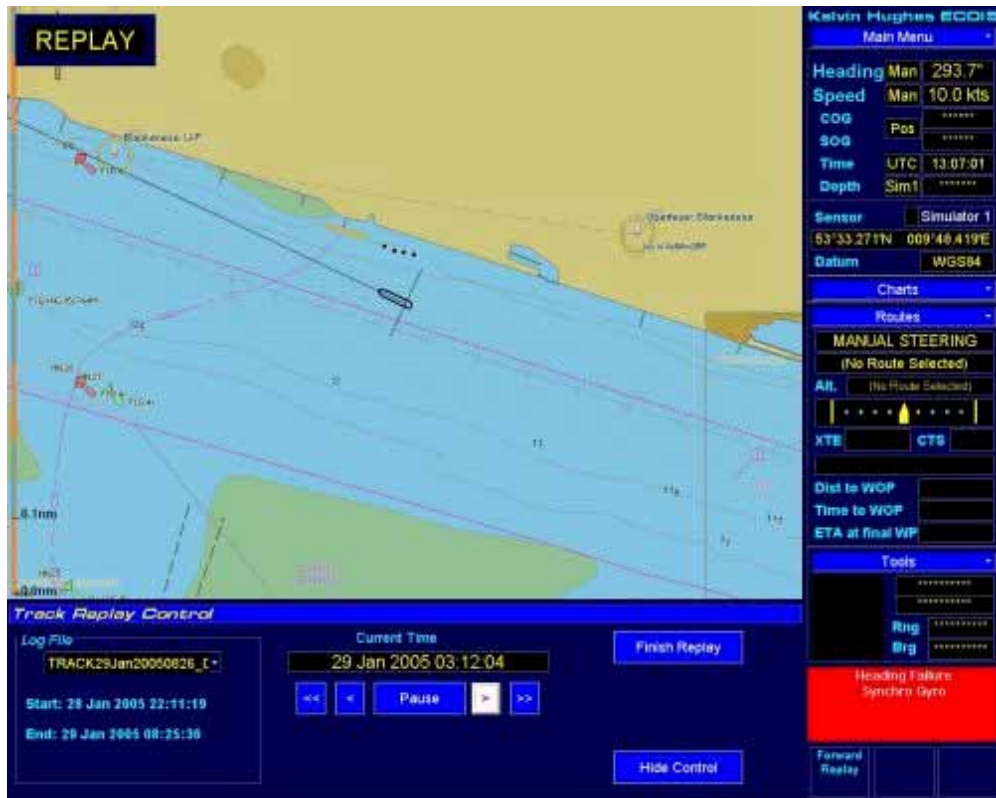 REPLAY
Kelvin Hughes ECDIS
Main Menu
Heading Man 293.7°
Speed Man 10.0 kts
COG ******
Pos
SOG ******
Time UTC 13:07:01
Depth Sim1 *******
Sensor Simulator 1
53°33.271'N 009°48.419'E
Datum WGS84
Charts
Routes
MANUAL STEERING
(No Route Selected)
Alt. (No Route Selected)
XTE CTS
Dist to WOP
Time to WOP
ETA at final WP
Tools
**********
**********
Rng **********
Brg **********
Heading Failure
Synchro Gyro
Forward
Replay
Blankenese
0.1nm
0.0nm
Track Replay Control
Log File
TRACK29Jan20050826_
Start: 28 Jan 2005 22:11:19
End: 29 Jan 2005 08:25:36
Current Time
29 Jan 2005 03:12:04
<< < Pause > >>
Finish Replay
Hide Control